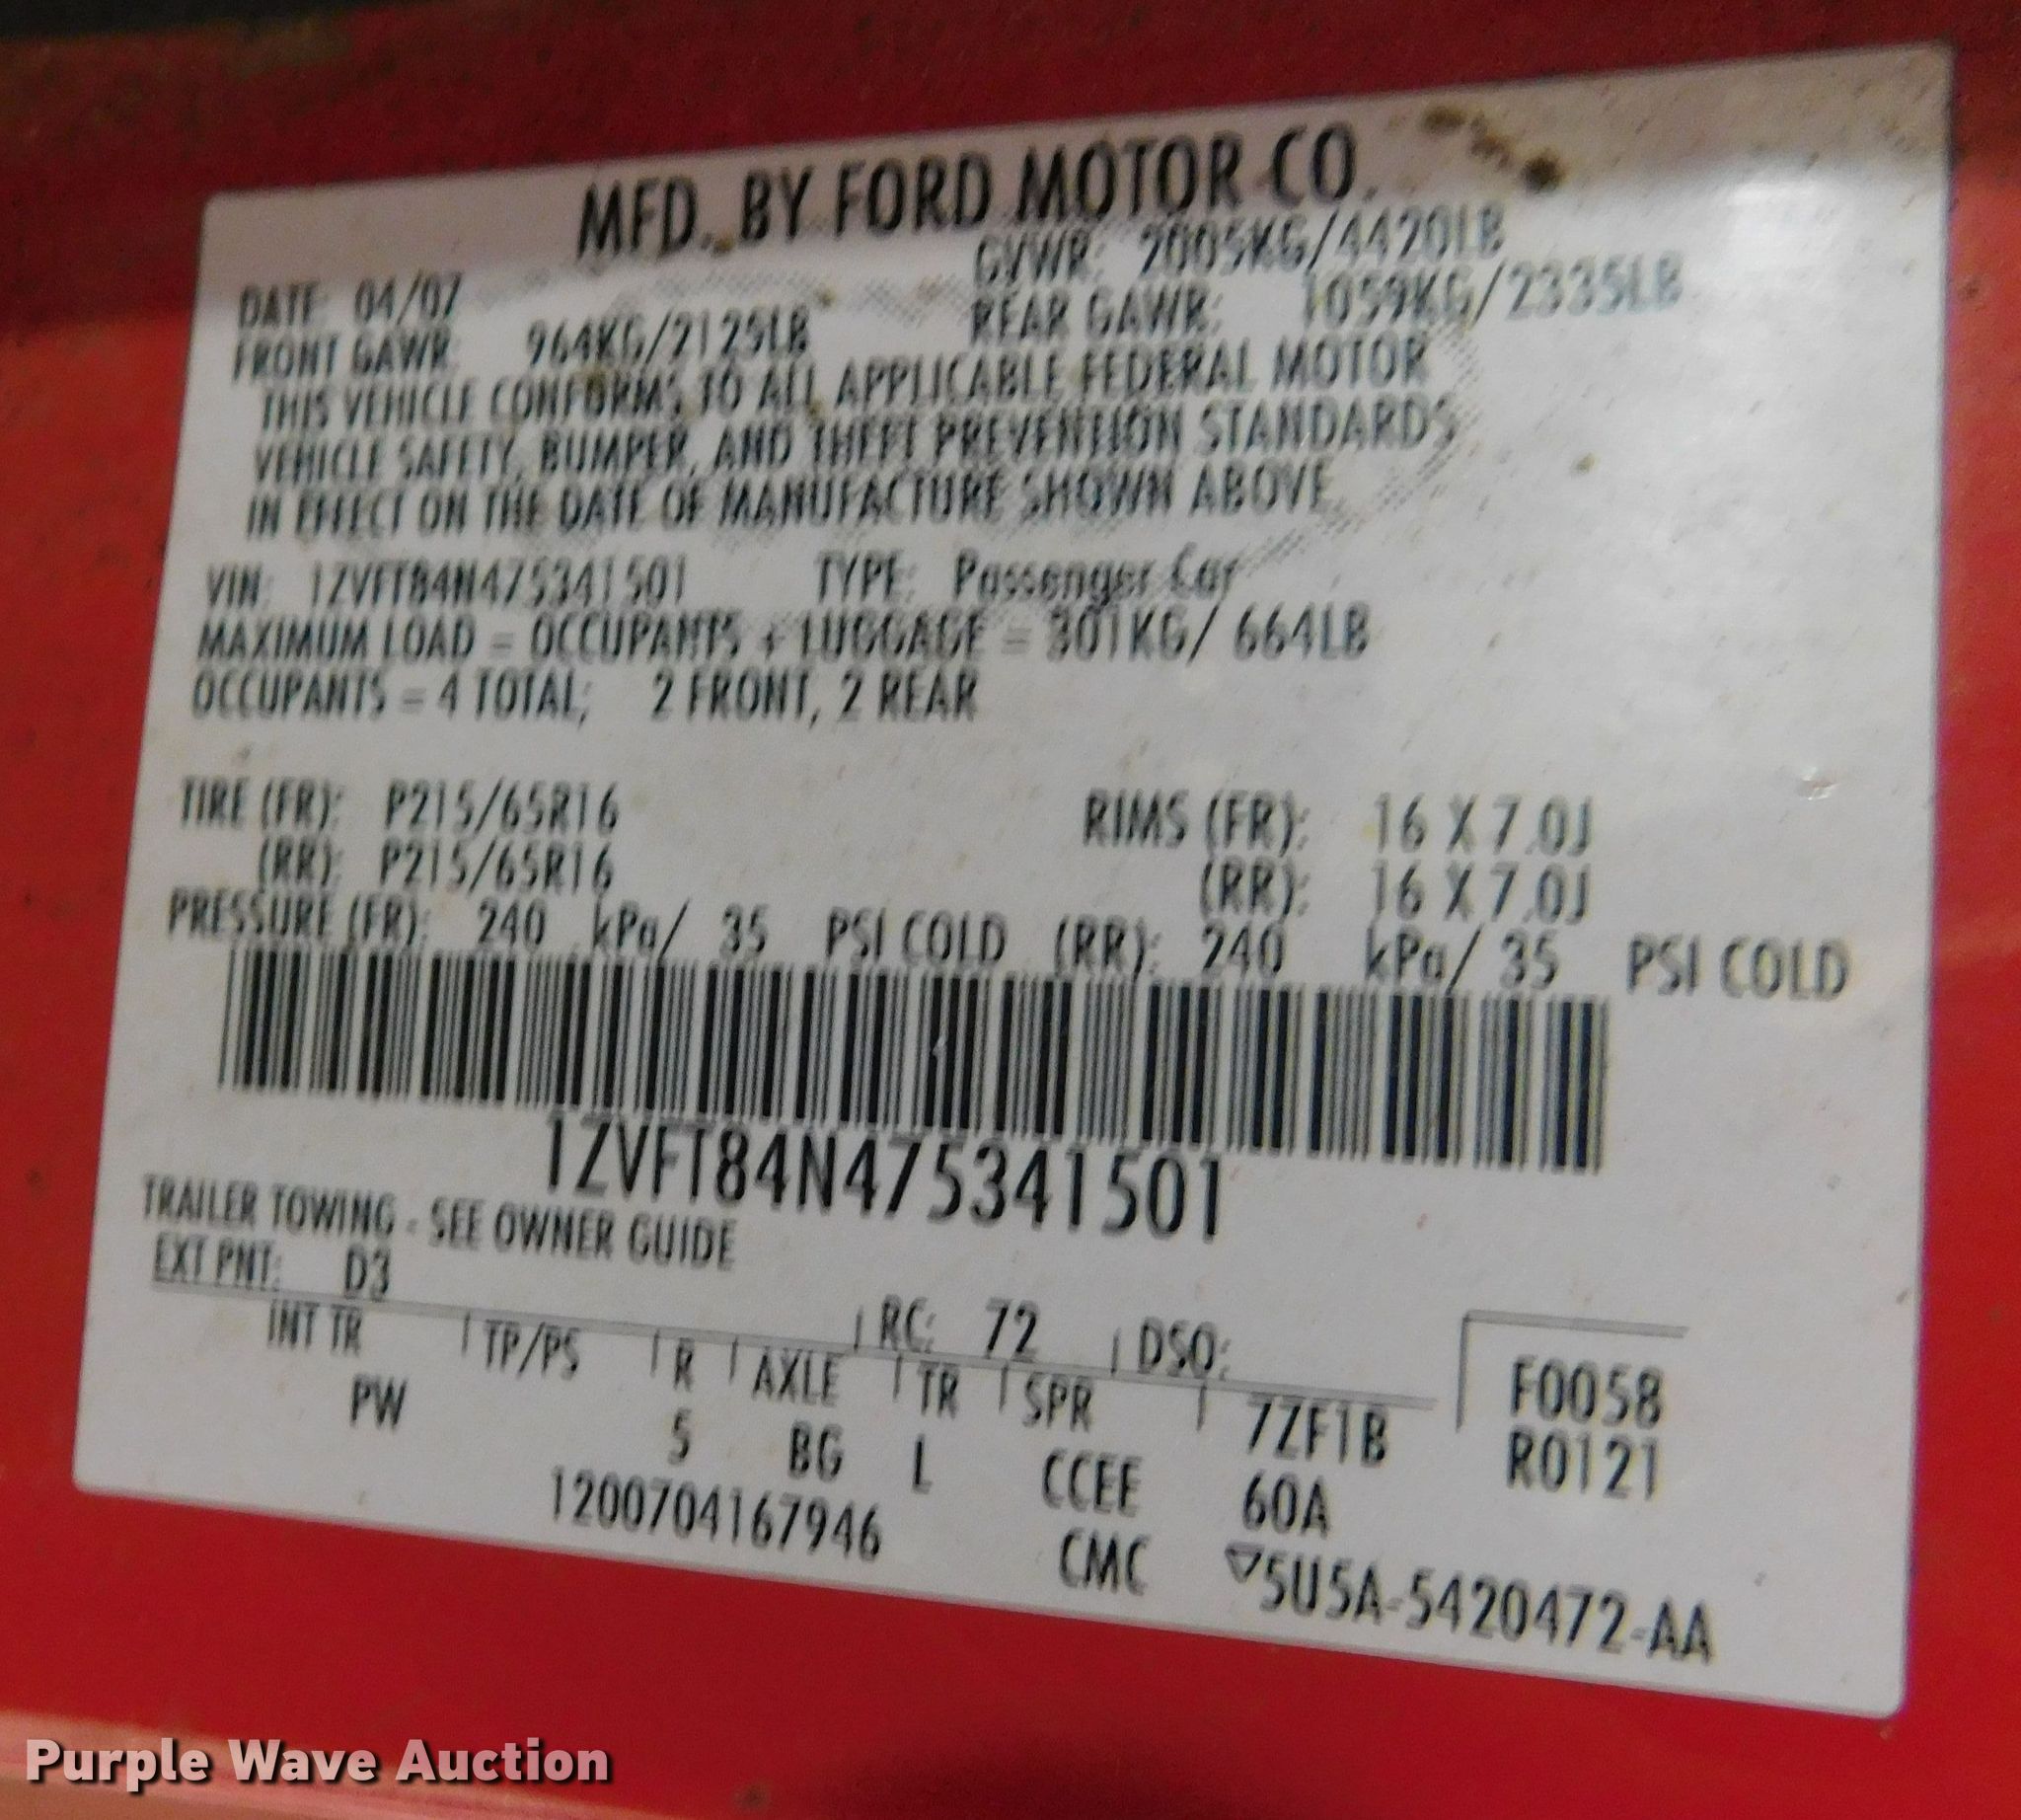 MFD. BY FORD MOTOR CO.
DATE: 04/07 GVWR: 2005KG/4420LB
FRONT GAWR: 964KG/2125LB REAR GAWR: 1059KG/2335LB
THIS VEHICLE CONFORMS TO ALL APPLICABLE FEDERAL MOTOR
VEHICLE SAFETY, BUMPER, AND THEFT PREVENTION STANDARDS
IN EFFECT ON THE DATE OF MANUFACTURE SHOWN ABOVE.
VIN: 1ZVFT84N475341501 TYPE: Passenger Car
MAXIMUM LOAD = OCCUPANTS + LUGGAGE = 301KG/ 664LB
OCCUPANTS = 4 TOTAL; 2 FRONT, 2 REAR
TIRE (FR): P215/65R16 RIMS (FR): 16 X 7.0J
(RR): P215/65R16 (RR): 16 X 7.0J
PRESSURE (FR): 240 kPa/ 35 PSI COLD (RR): 240 kPa/ 35 PSI COLD
1ZVFT84N475341501
TRAILER TOWING - SEE OWNER GUIDE
EXT PNT: D3 RC: 72 DSO: F0058
INT TR TP/PS R AXLE TR SPR 7ZF1B R0121
PW 5 BG L CCEE 60A
1200704167946 CMC ▽5U5A-5420472-AA
Purple Wave Auction